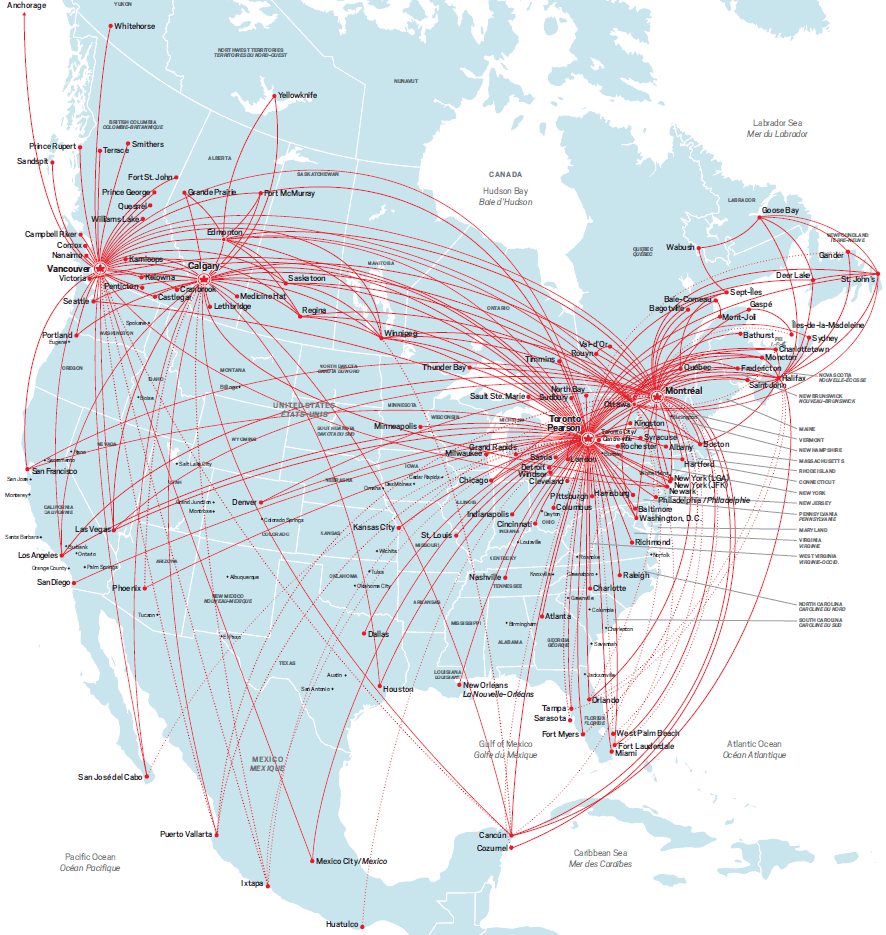 Anchorage
YUKON
Whitehorse
NORTHWEST TERRITORIES
TERRITOIRES DU NORD-OUEST
NUNAVUT
Yellowknife
BRITISH COLUMBIA
COLOMBIE-BRITANNIQUE
Labrador Sea
Mer du Labrador
Prince Rupert
Terrace
Smithers
Sandspit
ALBERTA
SASKATCHEWAN
CANADA
Hudson Bay
Baie d'Hudson
Fort St. John
Prince George
Grande Prairie
Fort McMurray
Quesnel
Williams Lake
LABRADOR
Goose Bay
Campbell River
Comox
Nanaimo
Edmonton
Wabush
QUEBEC
QUÉBEC
NEWFOUNDLAND
TERRE-NEUVE
Gander
Vancouver
Kamloops
Calgary
MANITOBA
Victoria
Kelowna
Penticton
Cranbrook
Castlegar
Saskatoon
Deer Lake
St. John's
Seattle
Medicine Hat
Lethbridge
Regina
ONTARIO
Sept-Îles
Baie-Comeau
Bagotville
Gaspé
Mont-Joli
Îles-de-la-Madeleine
Portland
Eugene
Spokane
WASHINGTON
Winnipeg
Bathurst
PEI
Sydney
Charlottetown
Moncton
Val-d'Or
Rouyn
Timmins
Thunder Bay
OREGON
IDAHO
MONTANA
Billings
NORTH DAKOTA
DAKOTA DU NORD
Québec
Fredericton
Saint John
Halifax
NOVA SCOTIA
NOUVELLE-ÉCOSSE
Boise
UNITED STATES
ÉTATS-UNIS
MINNESOTA
Sault Ste. Marie
North Bay
Sudbury
Ottawa
Montréal
NEW BRUNSWICK
NOUVEAU-BRUNSWICK
WISCONSIN
MICHIGAN
Toronto
Pearson
Burlington
Kingston
MAINE
Minneapolis
SOUTH DAKOTA
DAKOTA DU SUD
WYOMING
NEVADA
Reno
Sacramento
Syracuse
Rochester
Albany
Boston
VERMONT
NEW HAMPSHIRE
Grand Rapids
Milwaukee
Sarnia
London
MASSACHUSETTS
San Francisco
San Jose
Salt Lake City
UTAH
IOWA
Cedar Rapids
Des Moines
Omaha
NEBRASKA
Chicago
Detroit
Windsor
Cleveland
Hartford
RHODE ISLAND
New York (LGA)
New York (JFK)
Newark
CONNECTICUT
NEW YORK
Monterey
CALIFORNIA
CALIFORNIE
Grand Junction
Montrose
Denver
Colorado Springs
COLORADO
KANSAS
ILLINOIS
Pittsburgh
Harrisburg
Philadelphia / Philadelphie
NEW JERSEY
Columbus
Baltimore
Washington, D.C.
PENNSYLVANIA
PENNSYLVANIE
Indianapolis
INDIANA
Dayton
OHIO
Cincinnati
MARYLAND
Santa Barbara
Las Vegas
Kansas City
St. Louis
MISSOURI
Louisville
Richmond
Norfolk
VIRGINIA
VIRGINIE
Burbank
Ontario
Los Angeles
Orange County
Palm Springs
San Diego
ARIZONA
Wichita
Tulsa
Oklahoma City
OKLAHOMA
KENTUCKY
Roanoke
WEST VIRGINIA
VIRGINIE-OCCID.
Albuquerque
Nashville
TENNESSEE
Knoxville
Greensboro
Raleigh
Phoenix
NEW MEXICO
NOUVEAU-MEXIQUE
ARKANSAS
Charlotte
Greenville
Columbia
NORTH CAROLINA
CAROLINE DU NORD
Tucson
El Paso
Dallas
MISSISSIPPI
Birmingham
ALABAMA
Atlanta
GEORGIA
GÉORGIE
Charleston
Savannah
SOUTH CAROLINA
CAROLINE DU SUD
TEXAS
Austin
San Antonio
Houston
LOUISIANA
LOUISIANE
New Orleans
La Nouvelle-Orléans
Jacksonville
Orlando
Tampa
Sarasota
FLORIDA
FLORIDE
Fort Myers
West Palm Beach
Fort Lauderdale
Miami
Gulf of Mexico
Golfe du Mexique
Atlantic Ocean
Océan Atlantique
MEXICO
MEXIQUE
San José del Cabo
Puerto Vallarta
Cancún
Cozumel
Pacific Ocean
Océan Pacifique
Mexico City / Mexico
Caribbean Sea
Mer des Caraïbes
Ixtapa
Huatulco